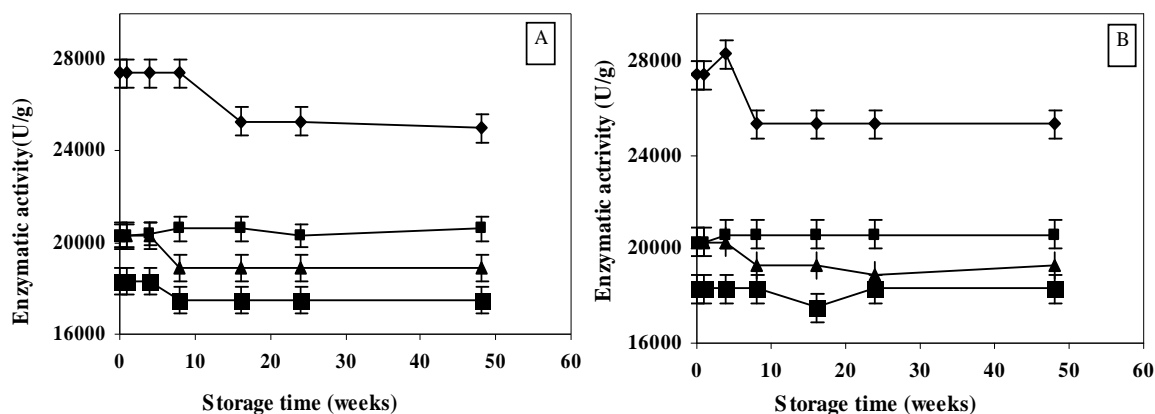 A
Enzymatic activity(U/g)
28000
24000
20000
16000
0 10 20 30 40 50 60
Storage time (weeks)
B
Enzymatic actrivity (U/g)
28000
24000
20000
16000
0 10 20 30 40 50 60
Storage time (weeks)